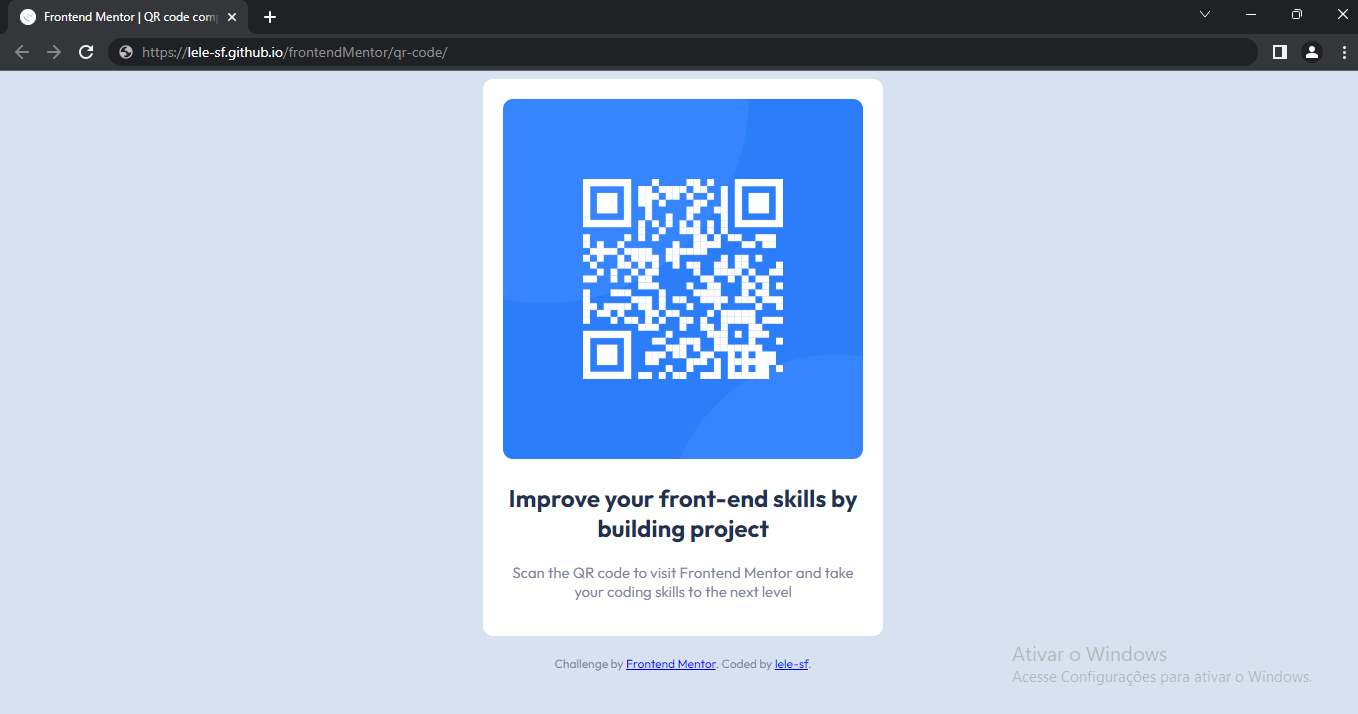 Frontend Mentor | QR code com
https://lele-sf.github.io/frontendMentor/qr-code/
Improve your front-end skills by
building project
Scan the QR code to visit Frontend Mentor and take
your coding skills to the next level
Challenge by Frontend Mentor. Coded by lele-sf.
Ativar o Windows
Acesse Configurações para ativar o Windows.